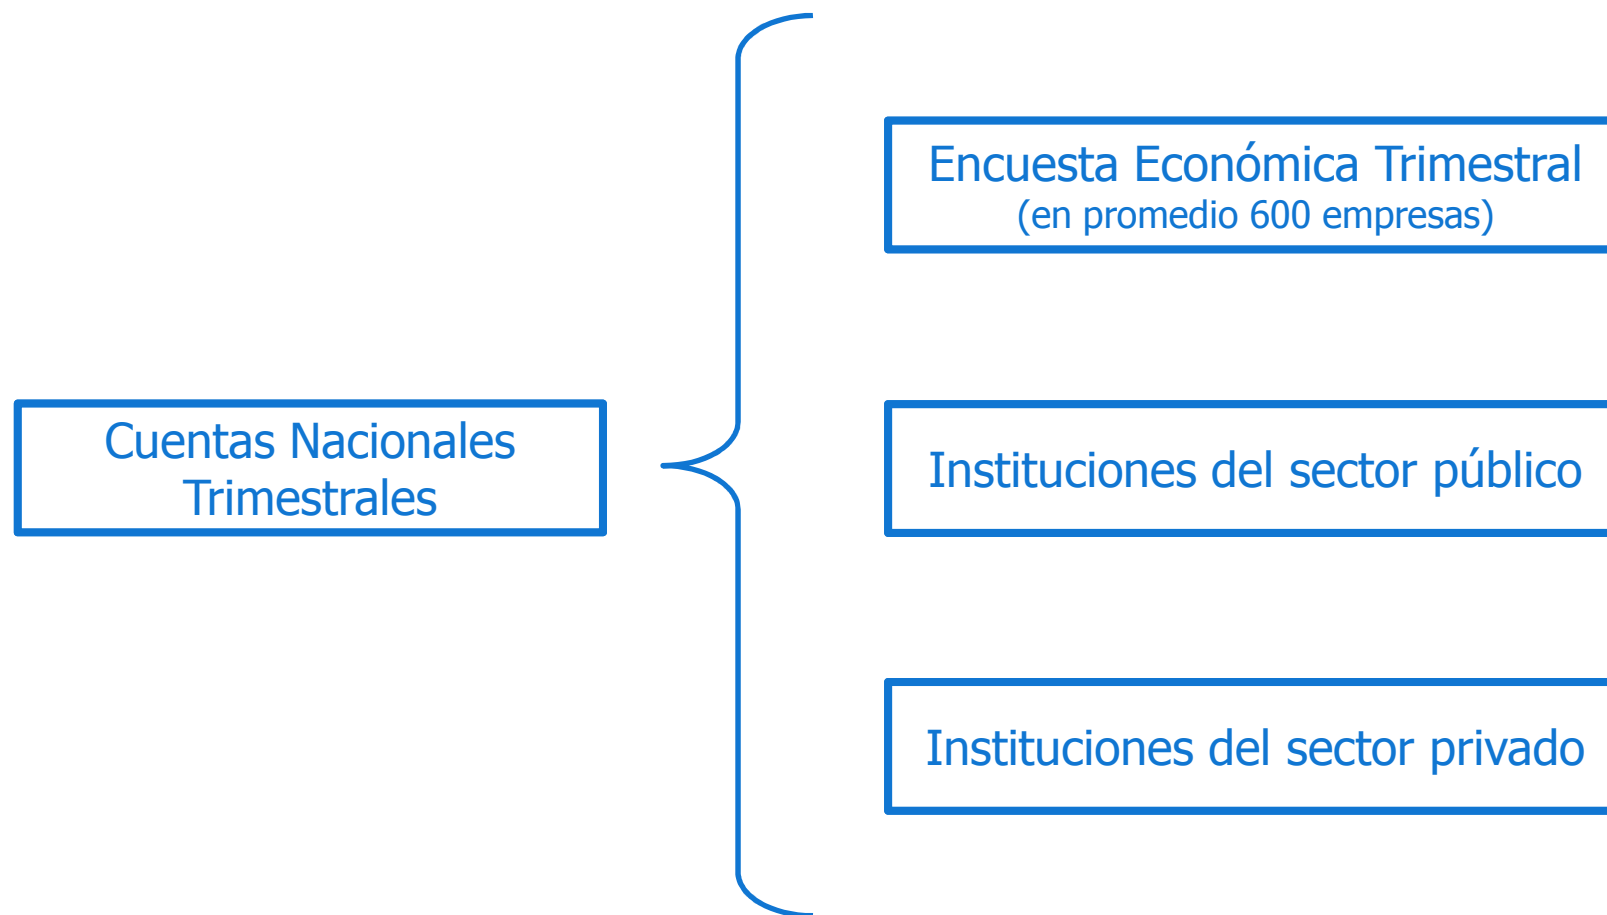 Encuesta Económica Trimestral
(en promedio 600 empresas)
Cuentas Nacionales
Trimestrales
Instituciones del sector público
Instituciones del sector privado